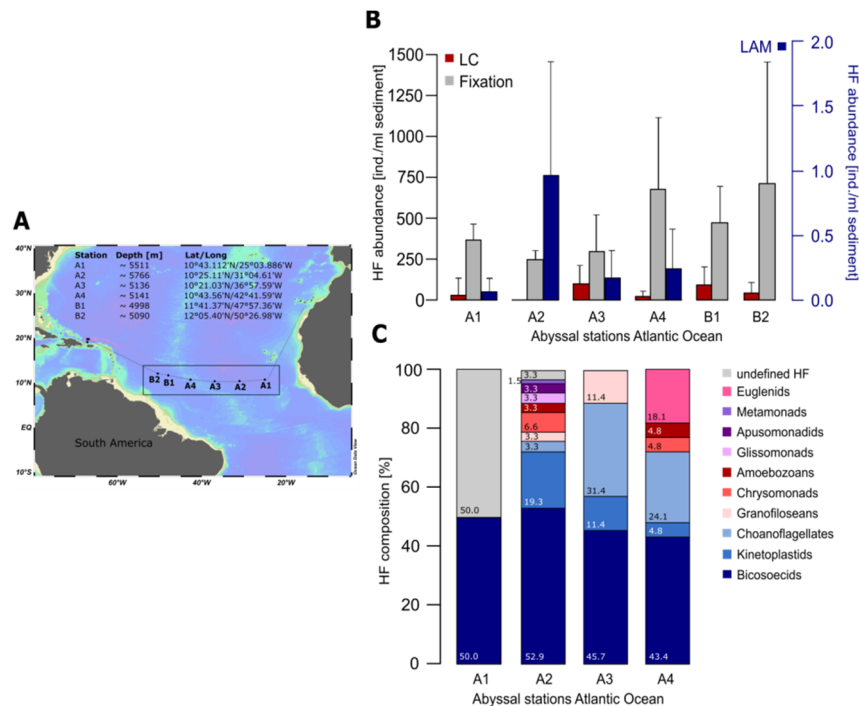 B
1500
1250
1000
750
500
250
0
HF abundance [ind./ml sediment]
LC
Fixation
LAM
2.0
1.5
1.0
0.5
0.0
HF abundance [ind./ml sediment]
A1 A2 A3 A4 B1 B2
Abyssal stations Atlantic Ocean
A
40°N
30°N
20°N
10°N
EQ
10°S
Station Depth [m] Lat/Long
A1 ~ 5511 10°43.112'N/25°03.886'W
A2 ~ 5766 10°25.11'N/31°04.61'W
A3 ~ 5136 10°21.03'N/36°57.59'W
A4 ~ 5141 10°43.56'N/42°41.59'W
B1 ~ 4998 11°41.37'N/47°57.36'W
B2 ~ 5090 12°05.40'N/50°26.98'W
B2 B1 A4 A3 A2 A1
South America
Ocean Data View
60°W 40°W 20°W
C
100
80
60
40
20
0
HF composition [%]
50.0
50.0
3.3
1.5
3.3
3.3
3.3
6.6
3.3
3.3
19.3
52.9
11.4
31.4
11.4
45.7
18.1
4.8
4.8
24.1
4.8
43.4
A1 A2 A3 A4
Abyssal stations Atlantic Ocean
undefined HF
Euglenids
Metamonads
Apusomonadids
Glissomonads
Amoebozoans
Chrysomonads
Granofiloseans
Choanoflagellates
Kinetoplastids
Bicosoecids